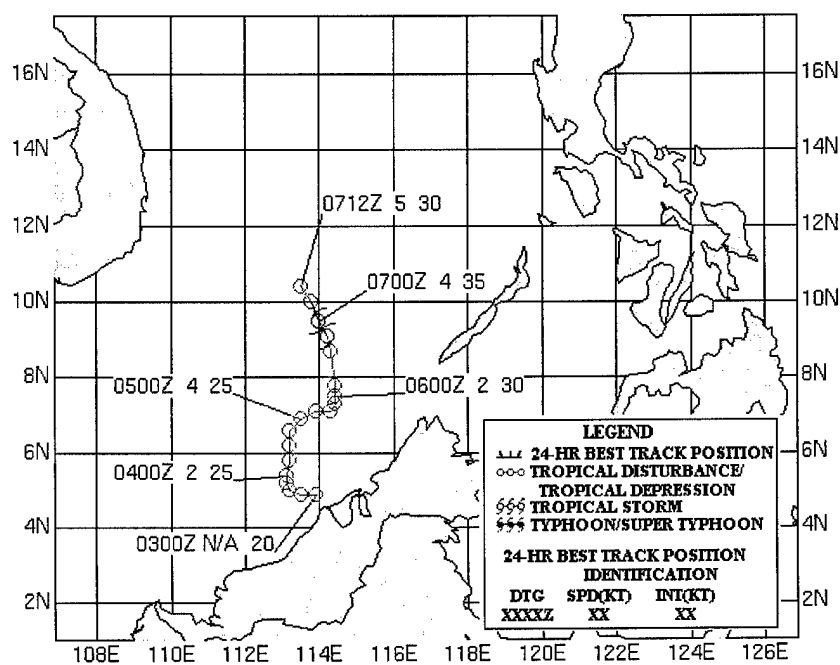 16N 16N
14N 14N
12N 12N
0712Z 5 30
0700Z 4 35
10N 10N
8N 8N
0500Z 4 25
0600Z 2 30
6N
0400Z 2 25
4N
0300Z N/A 20
2N 2N
LEGEND
24-HR BEST TRACK POSITION
TROPICAL DISTURBANCE/
TROPICAL DEPRESSION
TROPICAL STORM
TYPHOON/SUPER TYPHOON
24-HR BEST TRACK POSITION
IDENTIFICATION
DTG SPD(KT) INT(KT)
XXXXZ XX XX
6N
4N
108E 110E 112E 114E 116E 118E 120E 122E 124E 126E